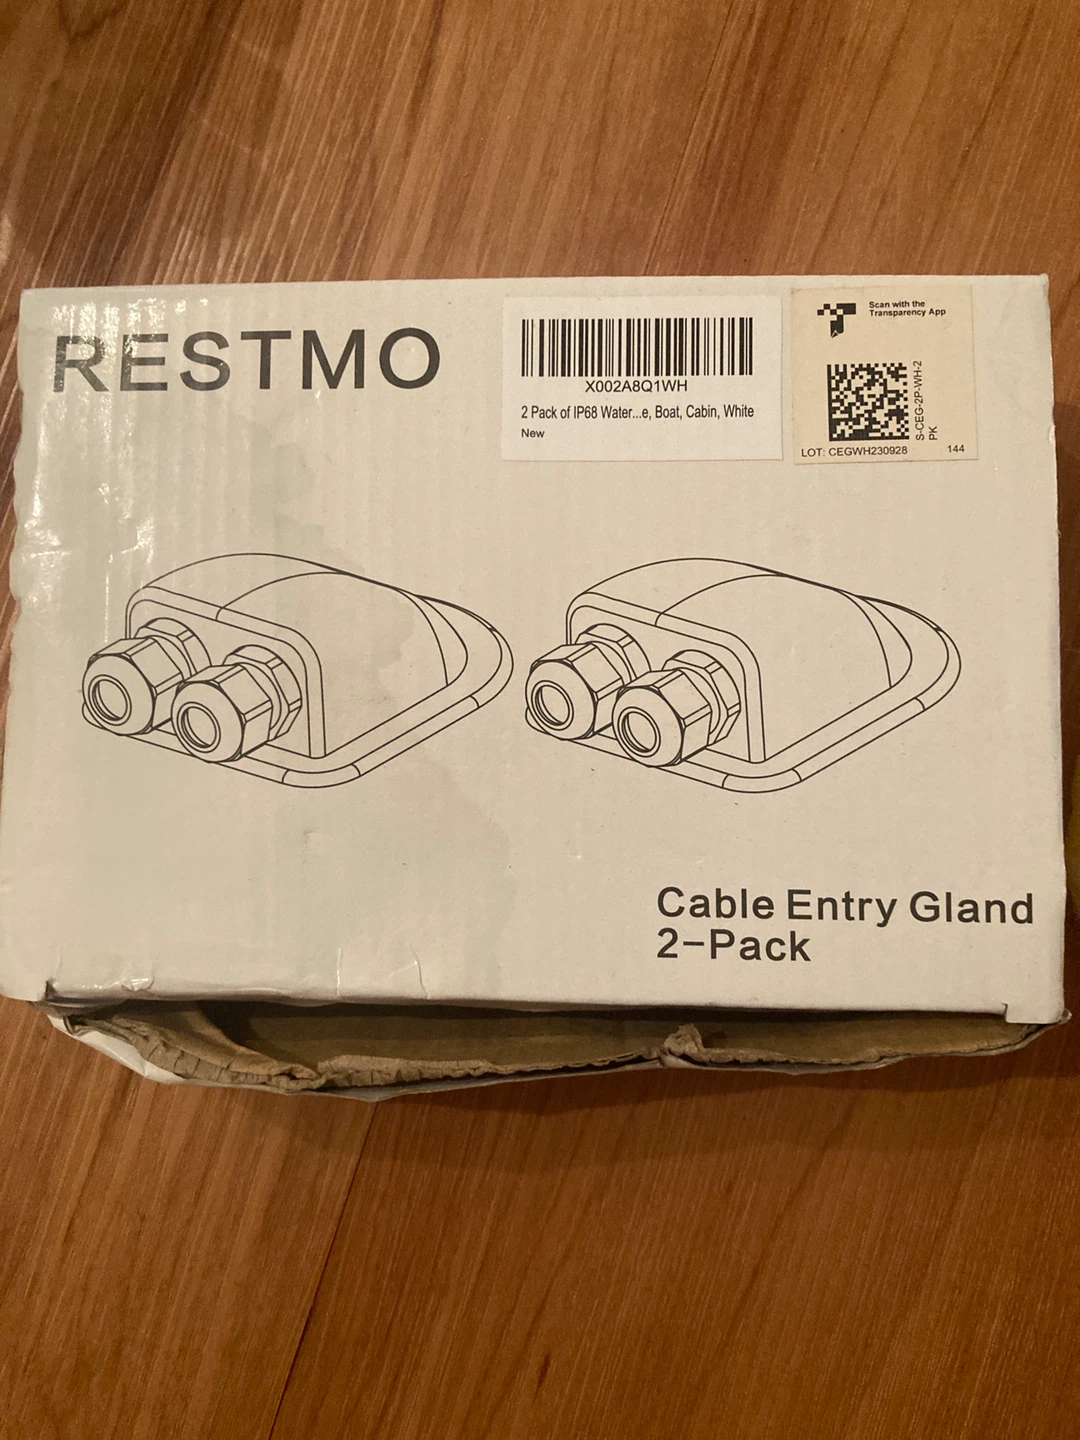 RESTMO
X002A8Q1WH
2 Pack of IP68 Water...e, Boat, Cabin, White
New
Scan with the
Transparency App
S-CEG-2P-WH-2
PK
LOT: CEGWH230928 144
Cable Entry Gland
2-Pack